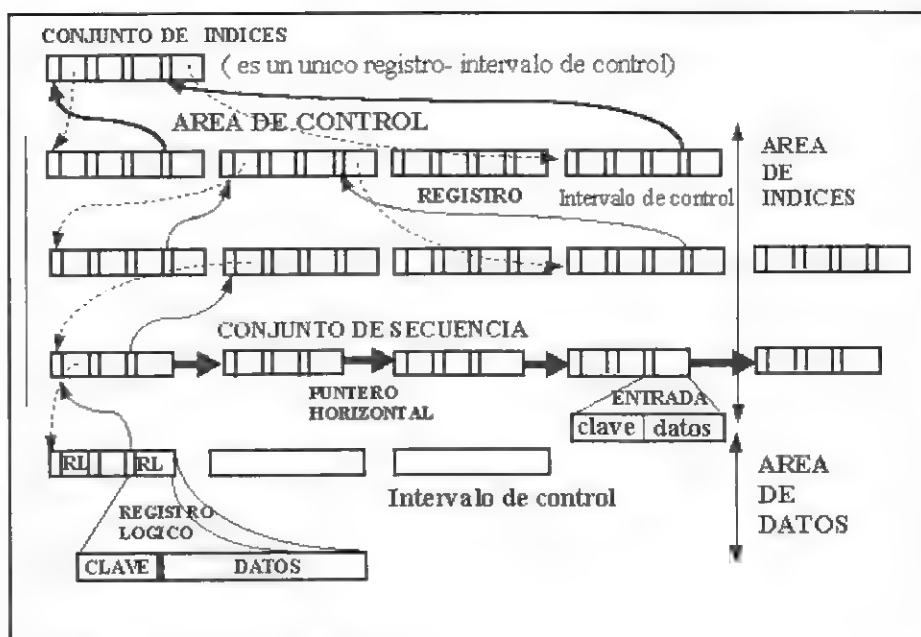 CONJUNTO DE INDICES
( es un unico registro- intervalo de control)
AREA DE CONTROL
AREA
DE
INDICES
REGISTRO
Intervalo de control
CONJUNTO DE SECUENCIA
PUNTERO
HORIZONTAL
ENTRADA
clave datos
RL RL
Intervalo de control
AREA
DE
DATOS
REGISTRO
LOGICO
CLAVE DATOS